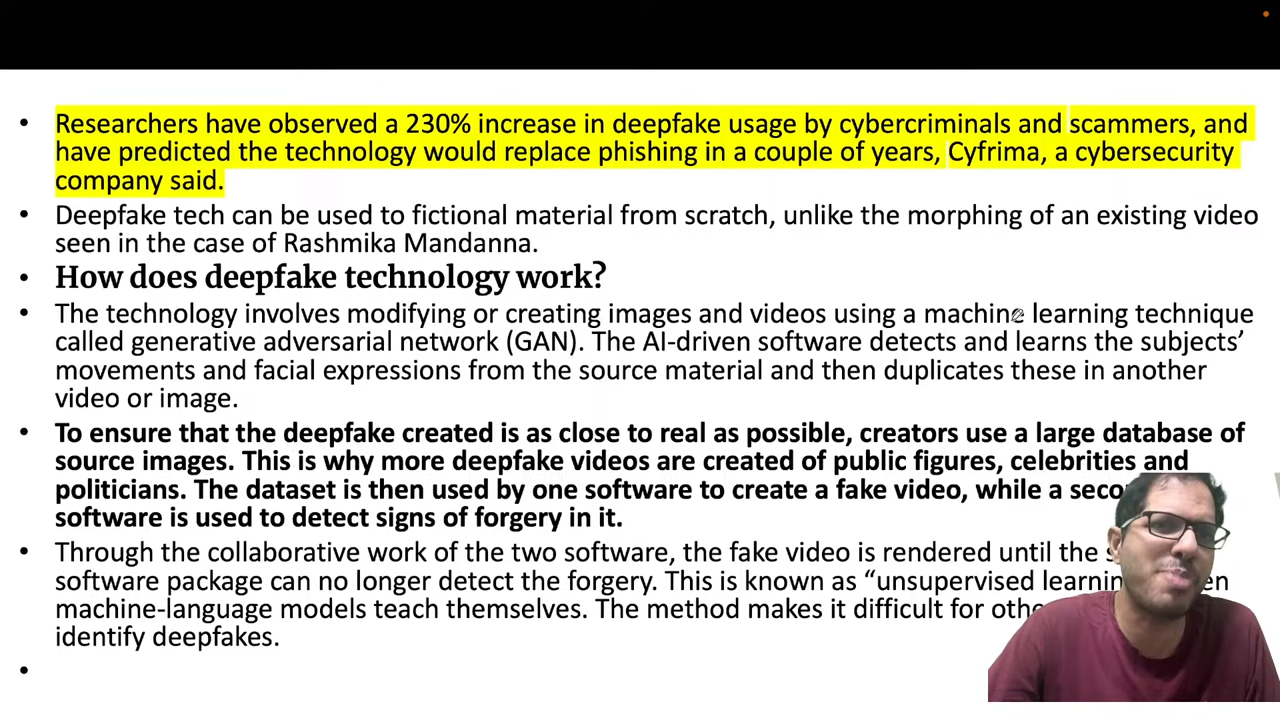 • Researchers have observed a 230% increase in deepfake usage by cybercriminals and scammers, and
have predicted the technology would replace phishing in a couple of years, Cyfrima, a cybersecurity
company said.
• Deepfake tech can be used to fictional material from scratch, unlike the morphing of an existing video
seen in the case of Rashmika Mandanna.
• How does deepfake technology work?
• The technology involves modifying or creating images and videos using a machine learning technique
called generative adversarial network (GAN). The AI-driven software detects and learns the subjects’
movements and facial expressions from the source material and then duplicates these in another
video or image.
• To ensure that the deepfake created is as close to real as possible, creators use a large database of
source images. This is why more deepfake videos are created of public figures, celebrities and
politicians. The dataset is then used by one software to create a fake video, while a
software is used to detect signs of forgery in it.
• Through the collaborative work of the two software, the fake video is rendered until the
software package can no longer detect the forgery. This is known as “unsupervised
machine-language models teach themselves. The method makes it difficult for
identify deepfakes.
•